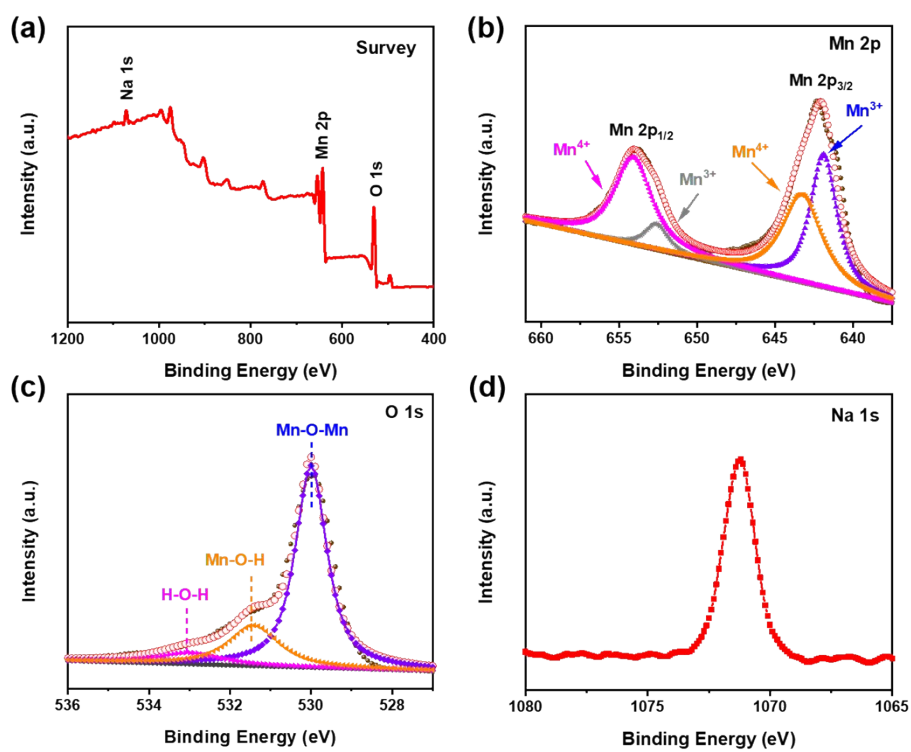 (a)
Survey
Na 1s
Mn 2p
O 1s
Intensity (a.u.)
1200 1000 800 600 400
Binding Energy (eV)
(b)
Mn 2p
Mn 2p3/2
Mn 2p1/2
Mn4+
Mn3+
Mn4+
Mn3+
Intensity (a.u.)
660 655 650 645 640
Binding Energy (eV)
(c)
O 1s
Mn-O-Mn
Mn-O-H
H-O-H
Intensity (a.u.)
536 534 532 530 528
Binding Energy (eV)
(d)
Na 1s
Intensity (a.u.)
1080 1075 1070 1065
Binding Energy (eV)